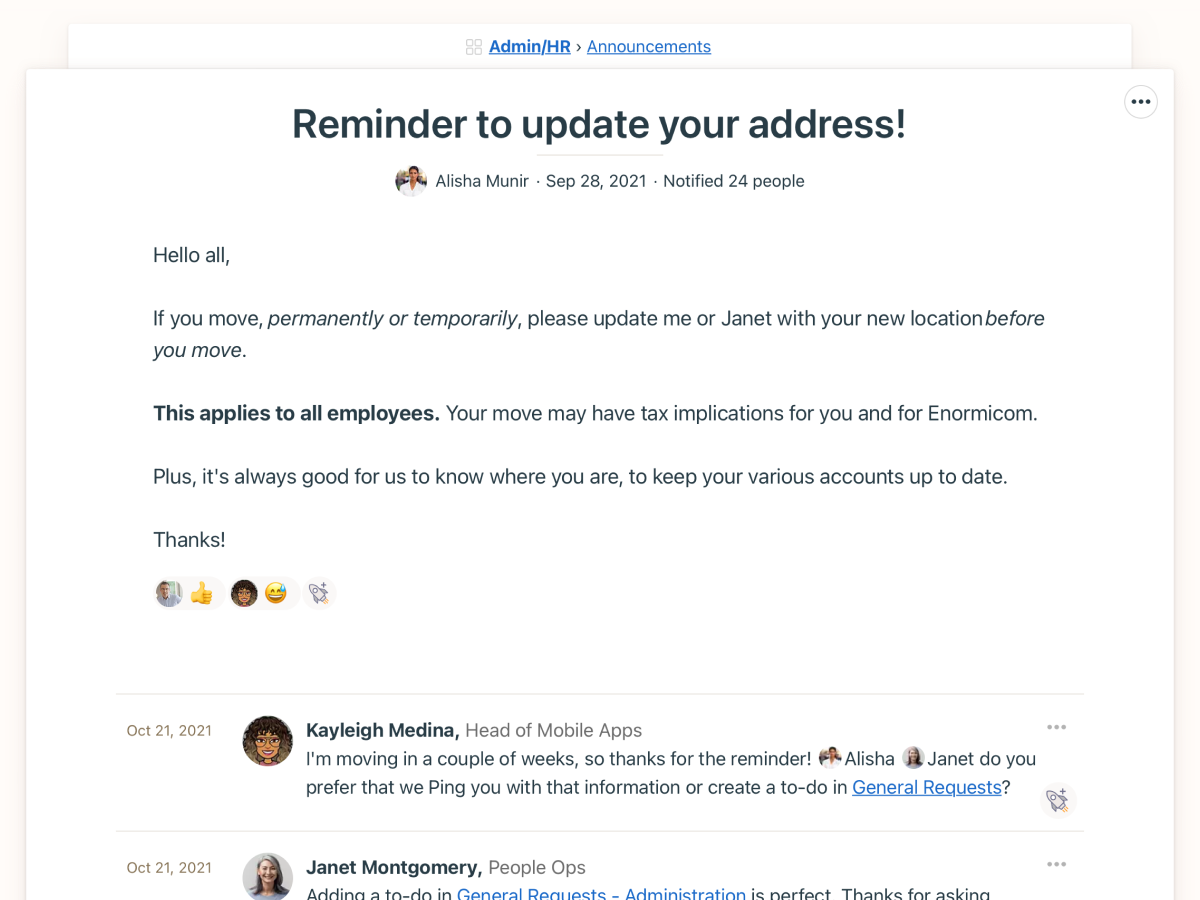 Admin/HR › Announcements
Reminder to update your address!
Alisha Munir · Sep 28, 2021 · Notified 24 people
Hello all,
If you move, permanently or temporarily, please update me or Janet with your new location before
you move.
This applies to all employees. Your move may have tax implications for you and for Enormicom.
Plus, it's always good for us to know where you are, to keep your various accounts up to date.
Thanks!
Oct 21, 2021
Kayleigh Medina, Head of Mobile Apps
I'm moving in a couple of weeks, so thanks for the reminder! Alisha Janet do you
prefer that we Ping you with that information or create a to-do in General Requests?
Oct 21, 2021
Janet Montgomery, People Ops
Adding a to-do in General Requests - Administration is perfect. Thanks for asking